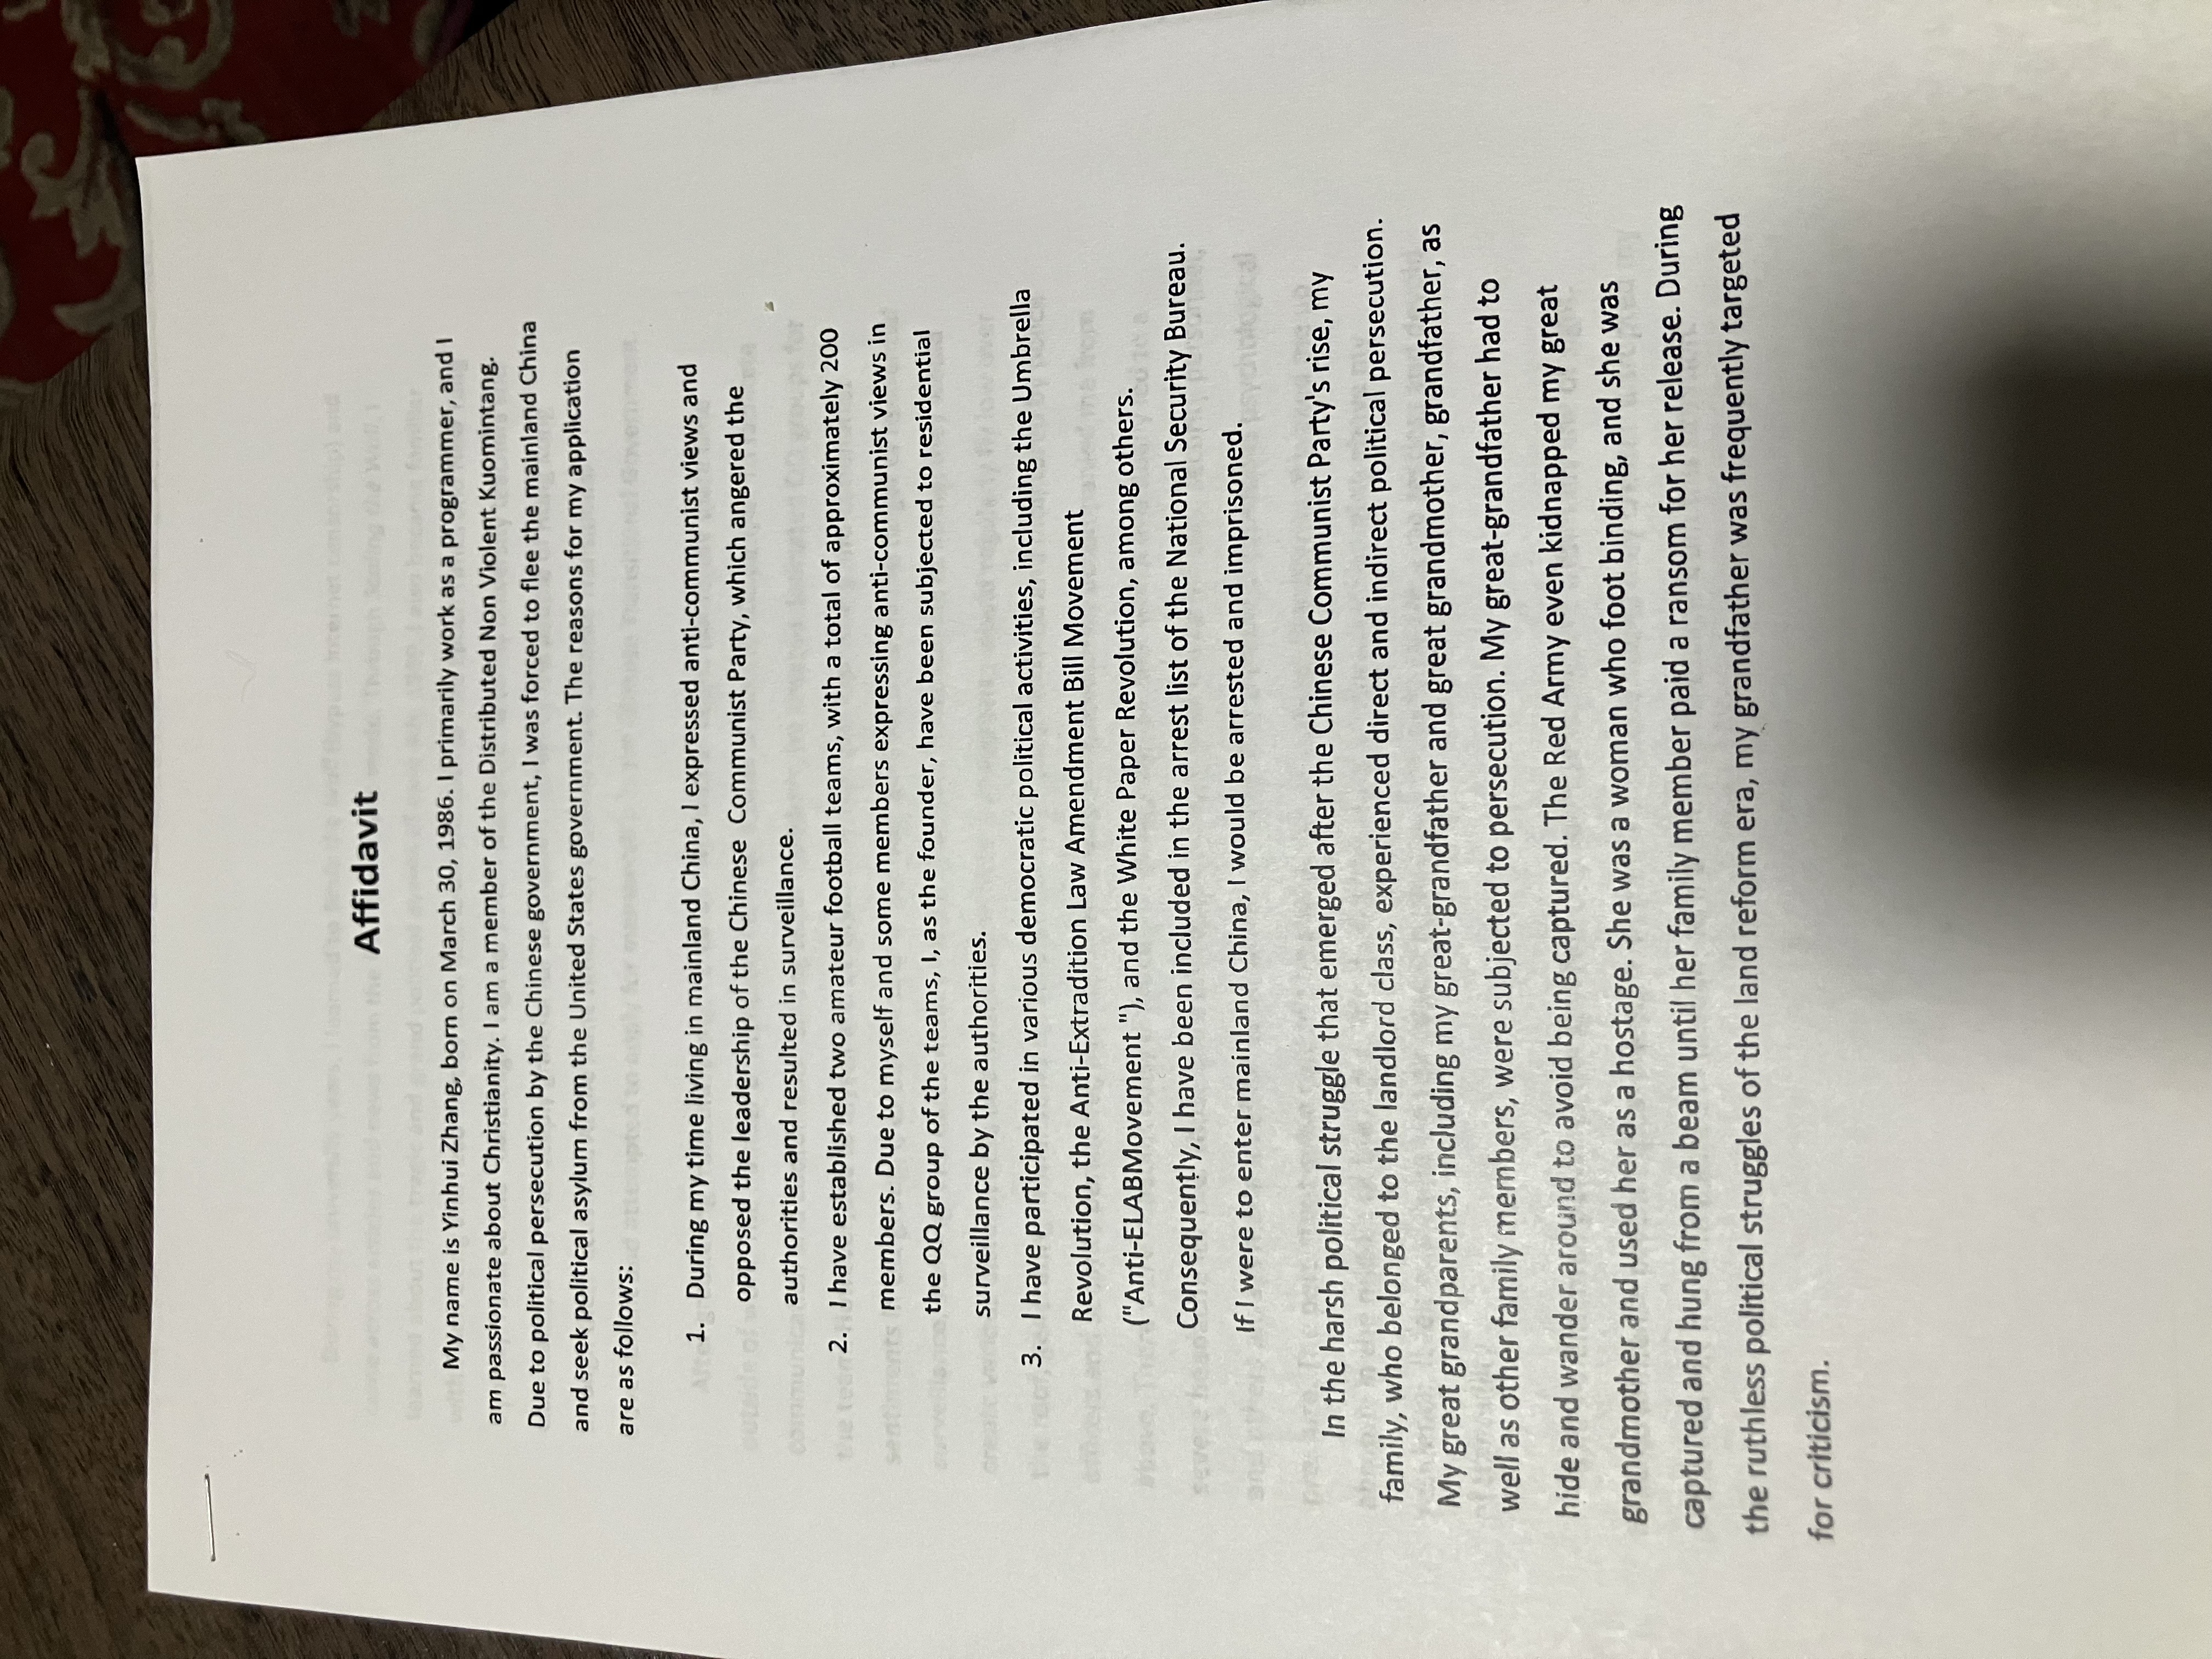 Affidavit
My name is Yinhui Zhang, born on March 30, 1986. I primarily work as a programmer, and I
am passionate about Christianity. I am a member of the Distributed Non Violent Kuomintang.
Due to political persecution by the Chinese government, I was forced to flee the mainland China
and seek political asylum from the United States government. The reasons for my application
are as follows:
1. During my time living in mainland China, I expressed anti-communist views and
opposed the leadership of the Chinese Communist Party, which angered the
authorities and resulted in surveillance.
2. I have established two amateur football teams, with a total of approximately 200
members. Due to myself and some members expressing anti-communist views in
the QQ group of the teams, I, as the founder, have been subjected to residential
surveillance by the authorities.
3. I have participated in various democratic political activities, including the Umbrella
Revolution, the Anti-Extradition Law Amendment Bill Movement
("Anti-ELABMovement "), and the White Paper Revolution, among others.
Consequently, I have been included in the arrest list of the National Security Bureau.
If I were to enter mainland China, I would be arrested and imprisoned.
In the harsh political struggle that emerged after the Chinese Communist Party's rise, my
family, who belonged to the landlord class, experienced direct and indirect political persecution.
My great grandparents, including my great-grandfather and great grandmother, grandfather, as
well as other family members, were subjected to persecution. My great-grandfather had to
hide and wander around to avoid being captured. The Red Army even kidnapped my great
grandmother and used her as a hostage. She was a woman who foot binding, and she was
captured and hung from a beam until her family member paid a ransom for her release. During
the ruthless political struggles of the land reform era, my grandfather was frequently targeted
for criticism.